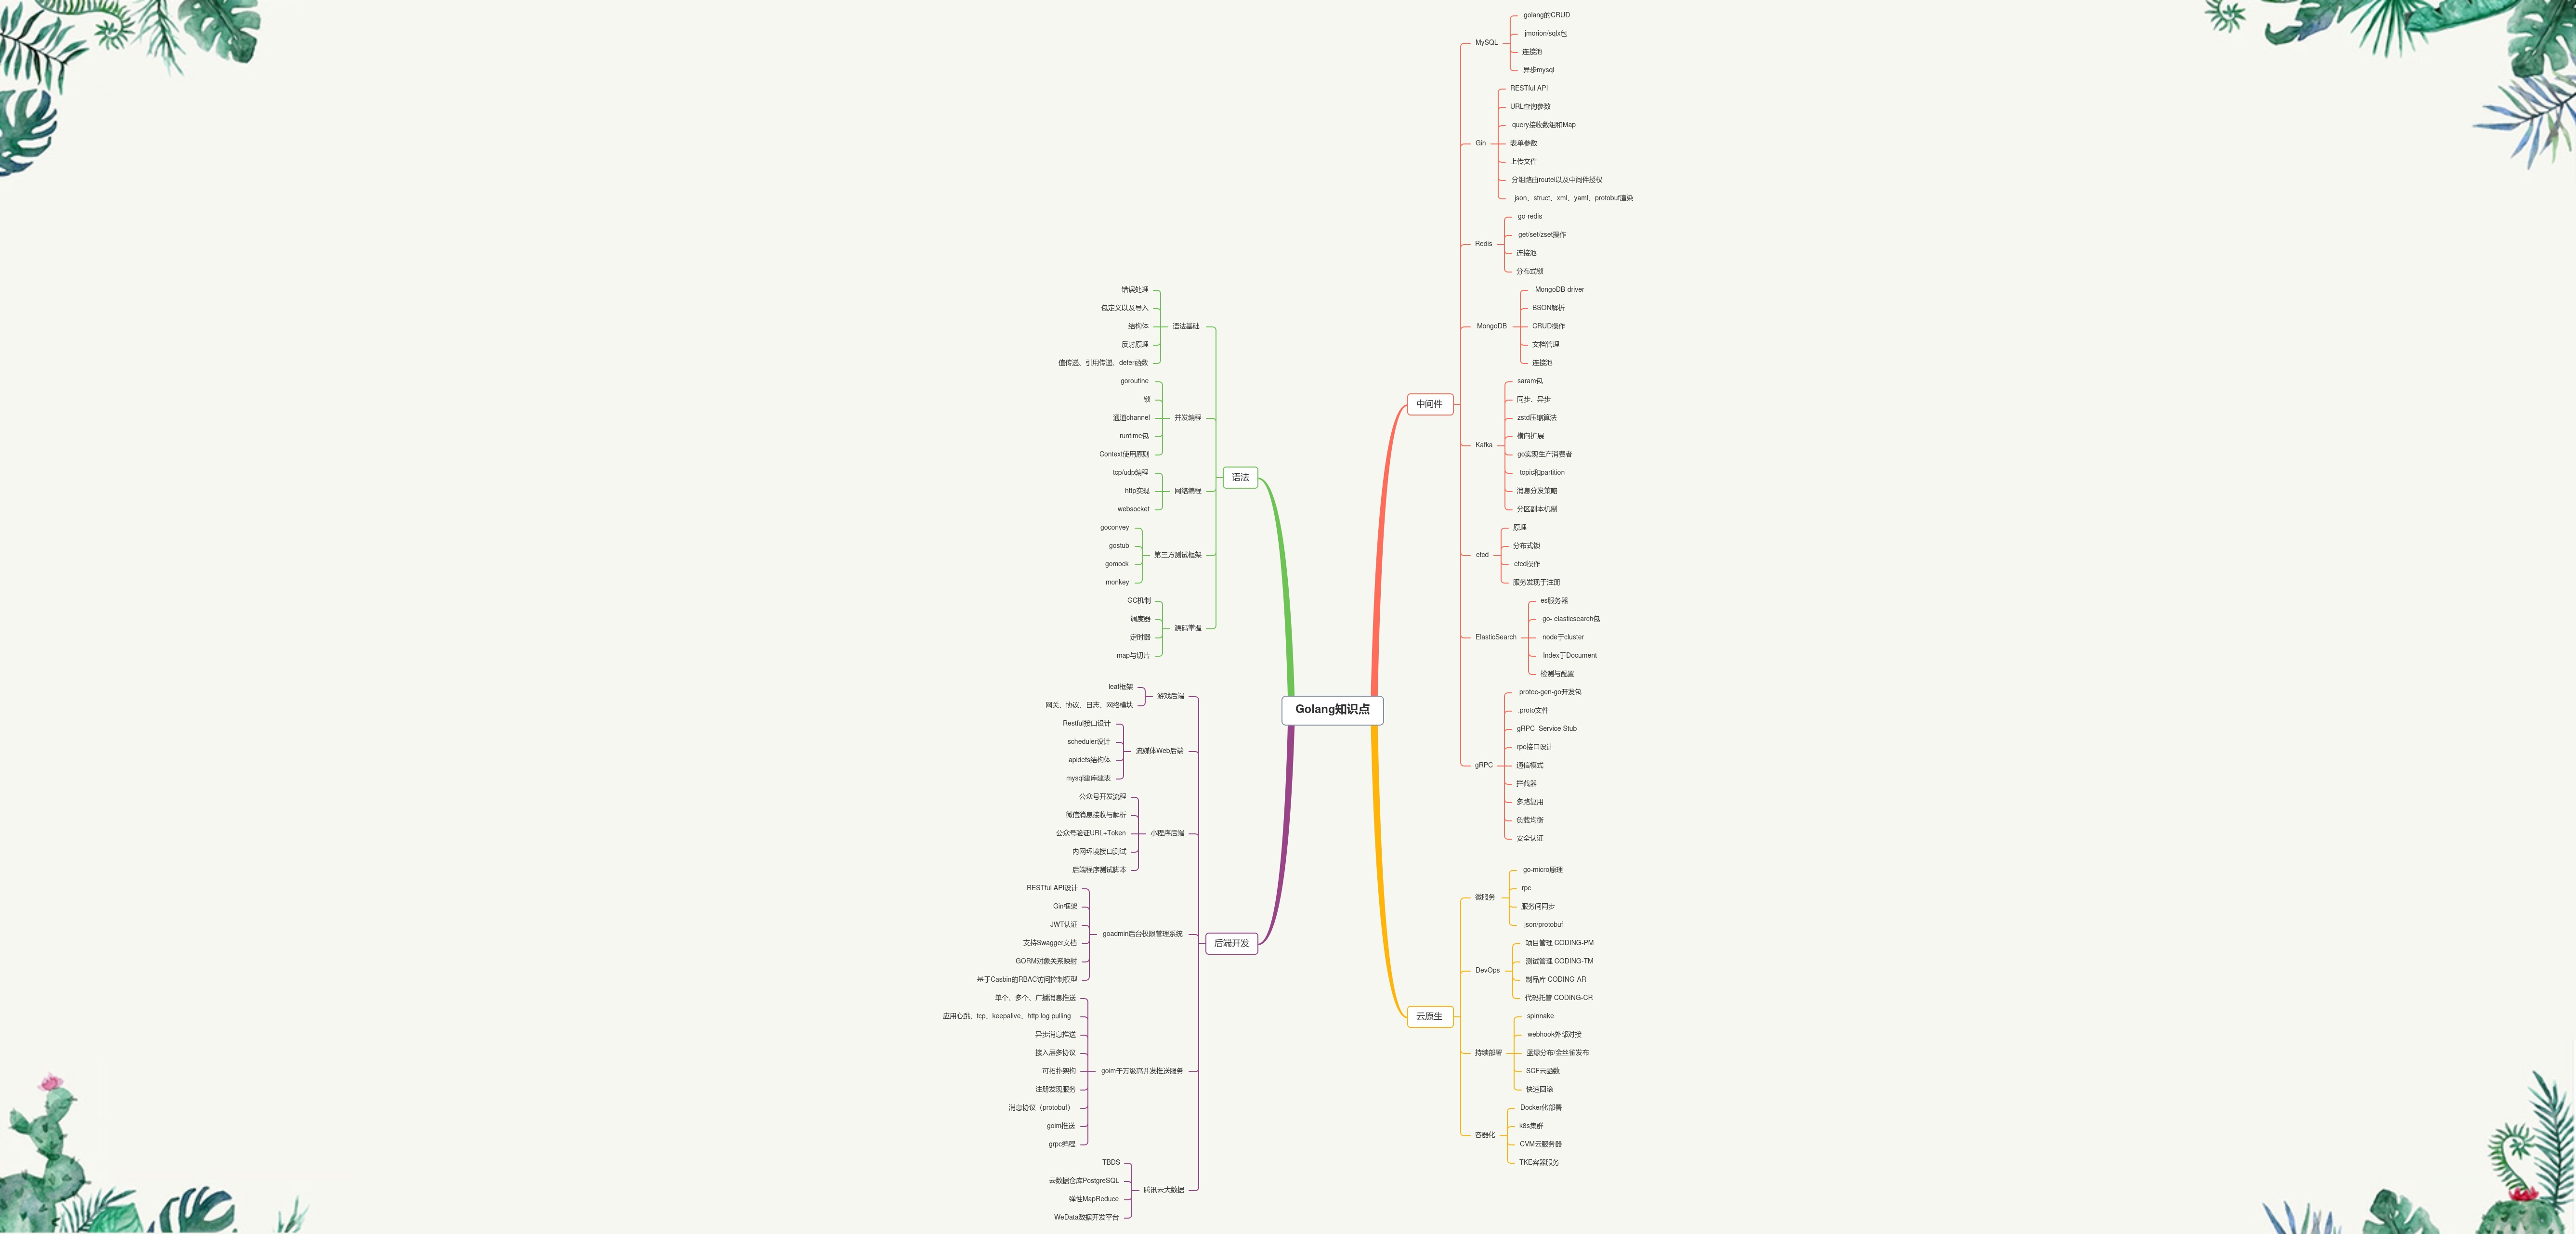 Golang知识点
语法
语法基础
错误处理
包定义以及导入
结构体
反射原理
值传递、引用传递、defer函数
并发编程
goroutine
锁
通道channel
runtime包
Context使用原则
网络编程
tcp/udp编程
http实现
websocket
第三方测试框架
goconvey
gostub
gomock
monkey
源码掌握
GC机制
调度器
定时器
map与切片
后端开发
游戏后端
leaf框架
网关、协议、日志、网络模块
流媒体Web后端
Restful接口设计
scheduler设计
apidefs结构体
mysql建库建表
小程序后端
公众号开发流程
微信消息接收与解析
公众号验证URL+Token
内网环境接口测试
后端程序测试脚本
goadmin后台权限管理系统
RESTful API设计
Gin框架
JWT认证
支持Swagger文档
GORM对象关系映射
基于Casbin的RBAC访问控制模型
goim千万级高并发推送服务
单个、多个、广播消息推送
应用心跳、tcp、keepalive、http log pulling
异步消息推送
接入层多协议
可拓扑架构
注册发现服务
消息协议（protobuf）
goim推送
grpc编程
腾讯云大数据
TBDS
云数据仓库PostgreSQL
弹性MapReduce
WeData数据开发平台
中间件
MySQL
golang的CRUD
jmorion/sqlx包
连接池
异步mysql
Gin
RESTful API
URL查询参数
query接收数组和Map
表单参数
上传文件
分组路由routel以及中间件授权
json、struct、xml、yaml、protobuf渲染
Redis
go-redis
get/set/zset操作
连接池
分布式锁
MongoDB
MongoDB-driver
BSON解析
CRUD操作
文档管理
连接池
Kafka
saram包
同步、异步
zstd压缩算法
横向扩展
go实现生产消费者
topic和partition
消息分发策略
分区副本机制
etcd
原理
分布式锁
etcd操作
服务发现于注册
ElasticSearch
es服务器
go- elasticsearch包
node于cluster
Index于Document
检测与配置
gRPC
protoc-gen-go开发包
.proto文件
gRPC Service Stub
rpc接口设计
通信模式
拦截器
多路复用
负载均衡
安全认证
云原生
微服务
go-micro原理
rpc
服务间同步
json/protobuf
DevOps
项目管理 CODING-PM
测试管理 CODING-TM
制品库 CODING-AR
代码托管 CODING-CR
持续部署
spinnake
webhook外部对接
蓝绿分布/金丝雀发布
SCF云函数
快速回滚
容器化
Docker化部署
k8s集群
CVM云服务器
TKE容器服务